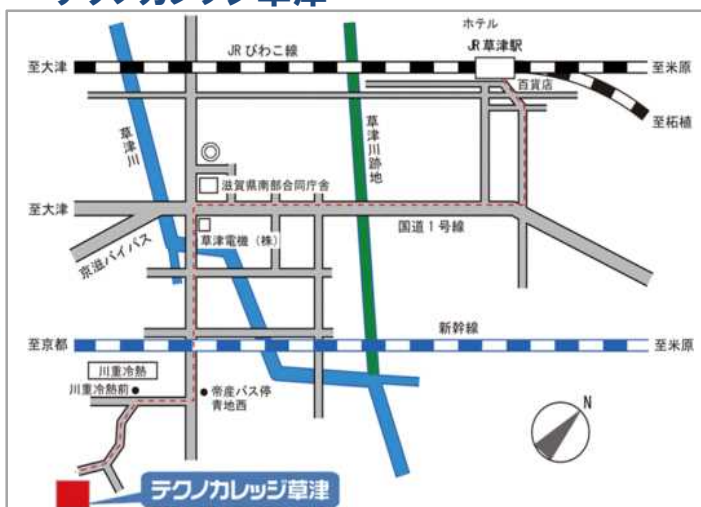 テクノカレッジ草津
ホテル
JRびわこ線
JR草津駅
至大津
至米原
百貨店
至柘植
草津川
草津川跡地
滋賀県南部合同庁舎
至大津
国道1号線
草津電機（株）
京滋バイパス
新幹線
至京都
至米原
川重冷熱
川重冷熱前
帝産バス停
青地西
N
テクノカレッジ草津